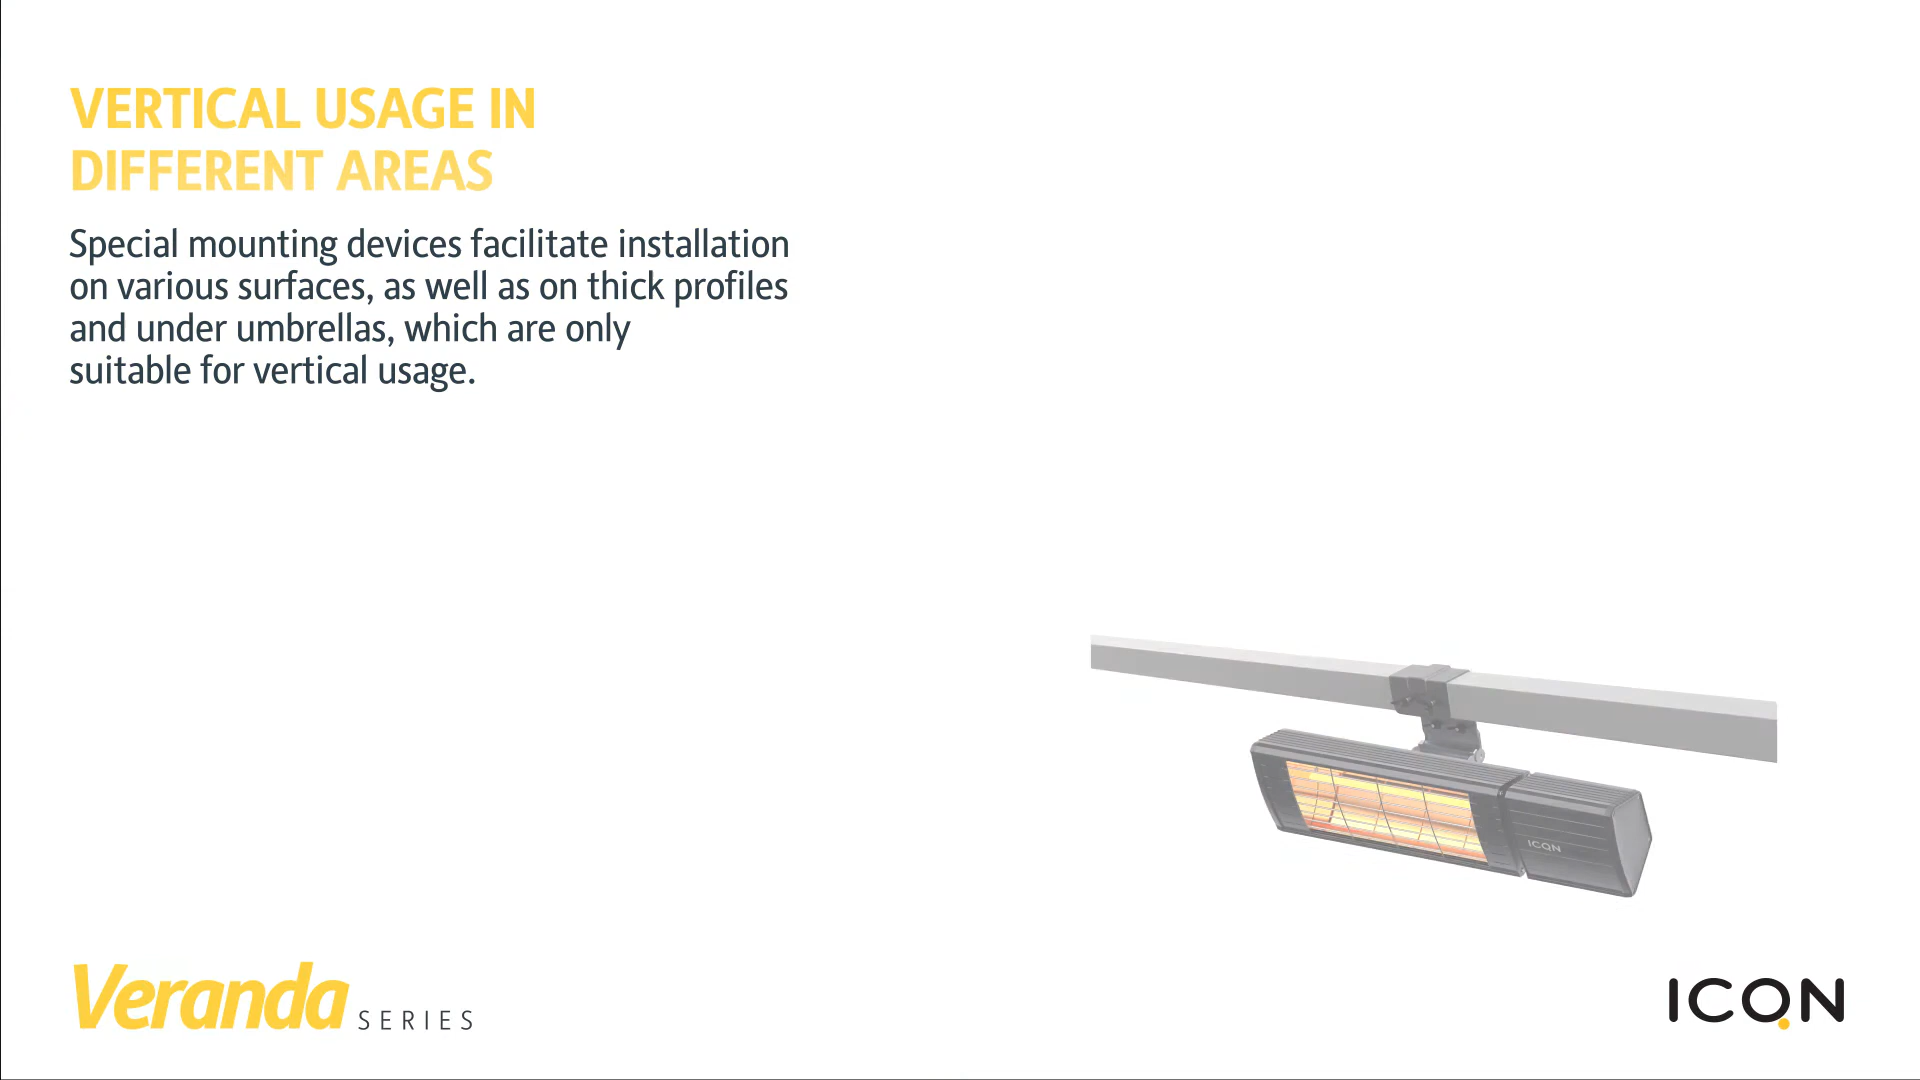 VERTICAL USAGE IN
DIFFERENT AREAS
Special mounting devices facilitate installation
on various surfaces, as well as on thick profiles
and under umbrellas, which are only
suitable for vertical usage.
ICON
Veranda SERIES
ICON